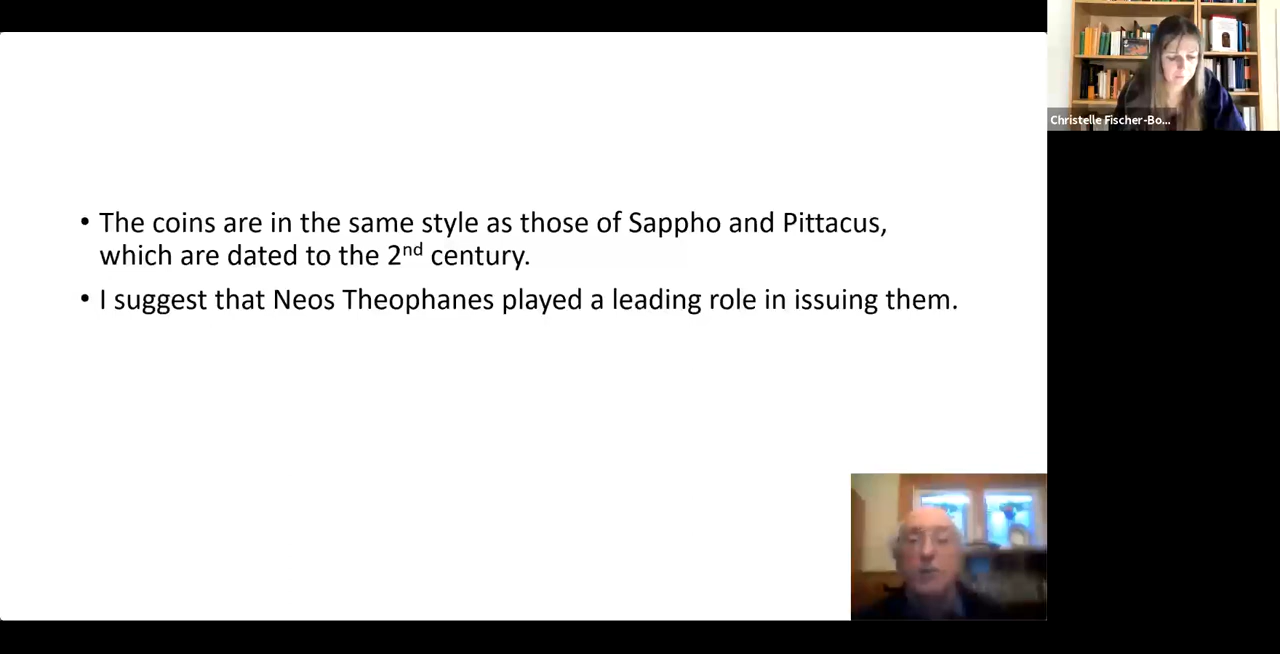 • The coins are in the same style as those of Sappho and Pittacus,
which are dated to the 2nd century.
• I suggest that Neos Theophanes played a leading role in issuing them.
Christelle Fischer-Bo...